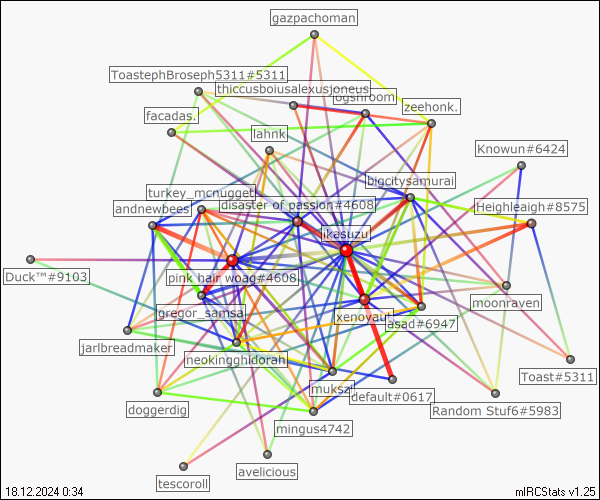 gazpachoman
ToastephBroseph5311#5311
thiccusboiusalexusjoneus
ogshroom
zeehonk.
facadas.
lahnk
Knowun#6424
bigcitysamurai
turkey_mcnugget
disaster of passion#4608
andnewbees
Heighleaigh#8575
likesuzu
Duck™#9103
pink hair woag#4608
moonraven
gregor_samsa.
xenoyaut
asad#6947
jarlbreadmaker
neokingghidorah
Toast#5311
mukszi
default#0617
doggerdig
Random Stuf6#5983
mingus4742
avelicious
tescoroll
18.12.2024 0:34
mIRCStats v1.25